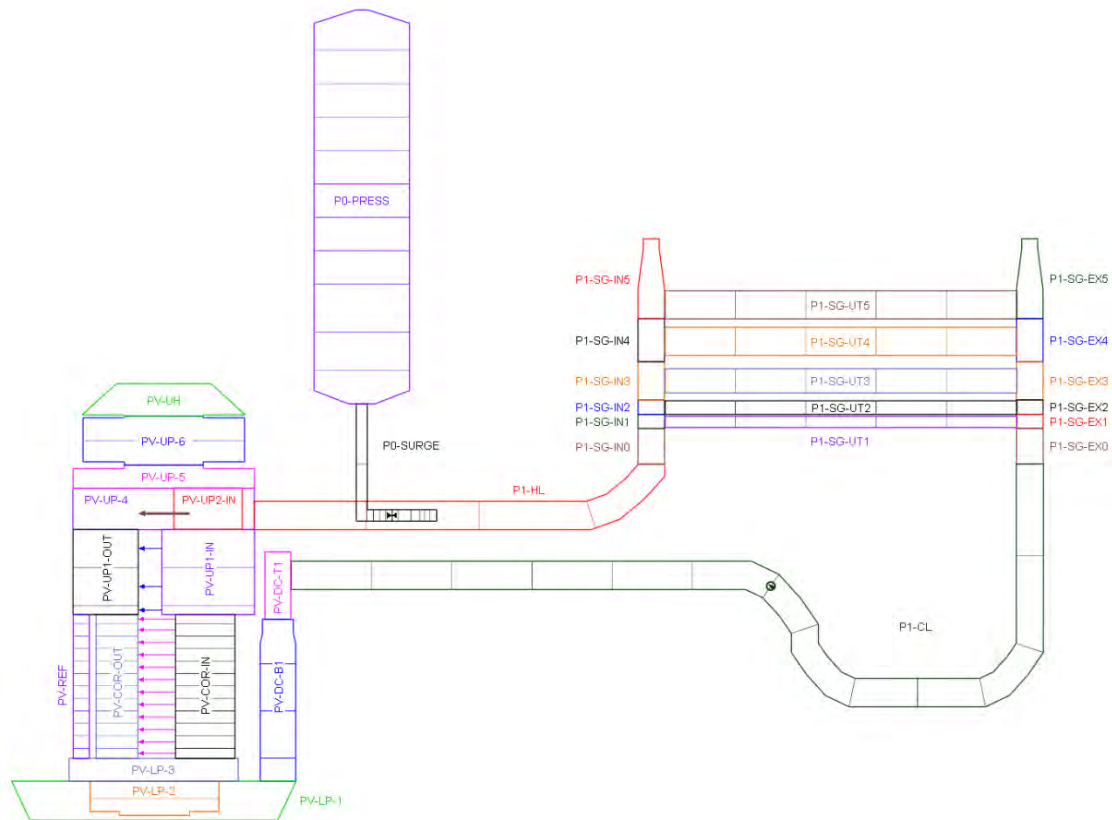 P0-PRESS
P1-SG-IN5
P1-SG-EX5
P1-SG-UT5
P1-SG-IN4
P1-SG-UT4
P1-SG-EX4
P1-SG-IN3
P1-SG-UT3
P1-SG-EX3
P1-SG-IN2
P1-SG-UT2
P1-SG-EX2
P1-SG-IN1
P1-SG-EX1
P1-SG-IN0
P1-SG-UT1
P1-SG-EX0
PV-UH
PV-UP-6
P0-SURGE
PV-UP-5
P1-HL
PV-UP-4
PV-UP2-IN
PV-UP1-OUT
PV-UP1-IN
PV-DC-T1
P1-CL
PV-REF
PV-COR-OUT
PV-COR-IN
PV-DC-B1
PV-LP-3
PV-LP-2
PV-LP-1